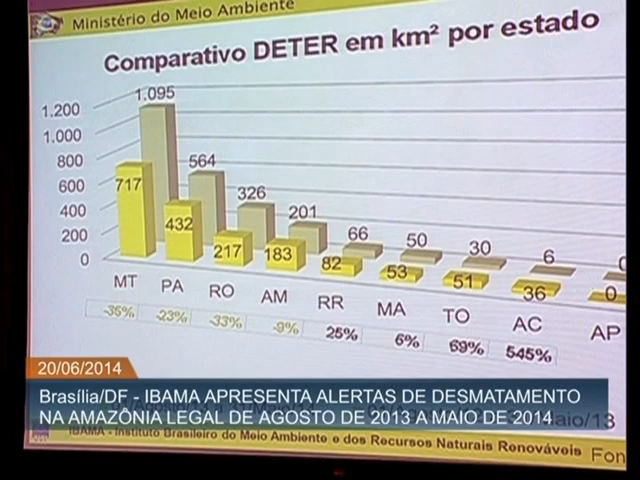 Ministério do Meio Ambiente
Comparativo DETER em km² por estado
1.200
1.000
800
600
400
200
0
1.095
717
564
432
326
217
201
183
66
82
50
53
30
51
6
36
0
MT PA RO AM RR MA TO AC AP
-35% -23% -33% -9% 25% 6% 69% 545%
20/06/2014
Brasília/DF - IBAMA APRESENTA ALERTAS DE DESMATAMENTO
NA AMAZÔNIA LEGAL DE AGOSTO DE 2013 A MAIO DE 2014
aio/13
IBAMA - Instituto Brasileiro do Meio Ambiente e dos Recursos Naturais Renováveis
Fon